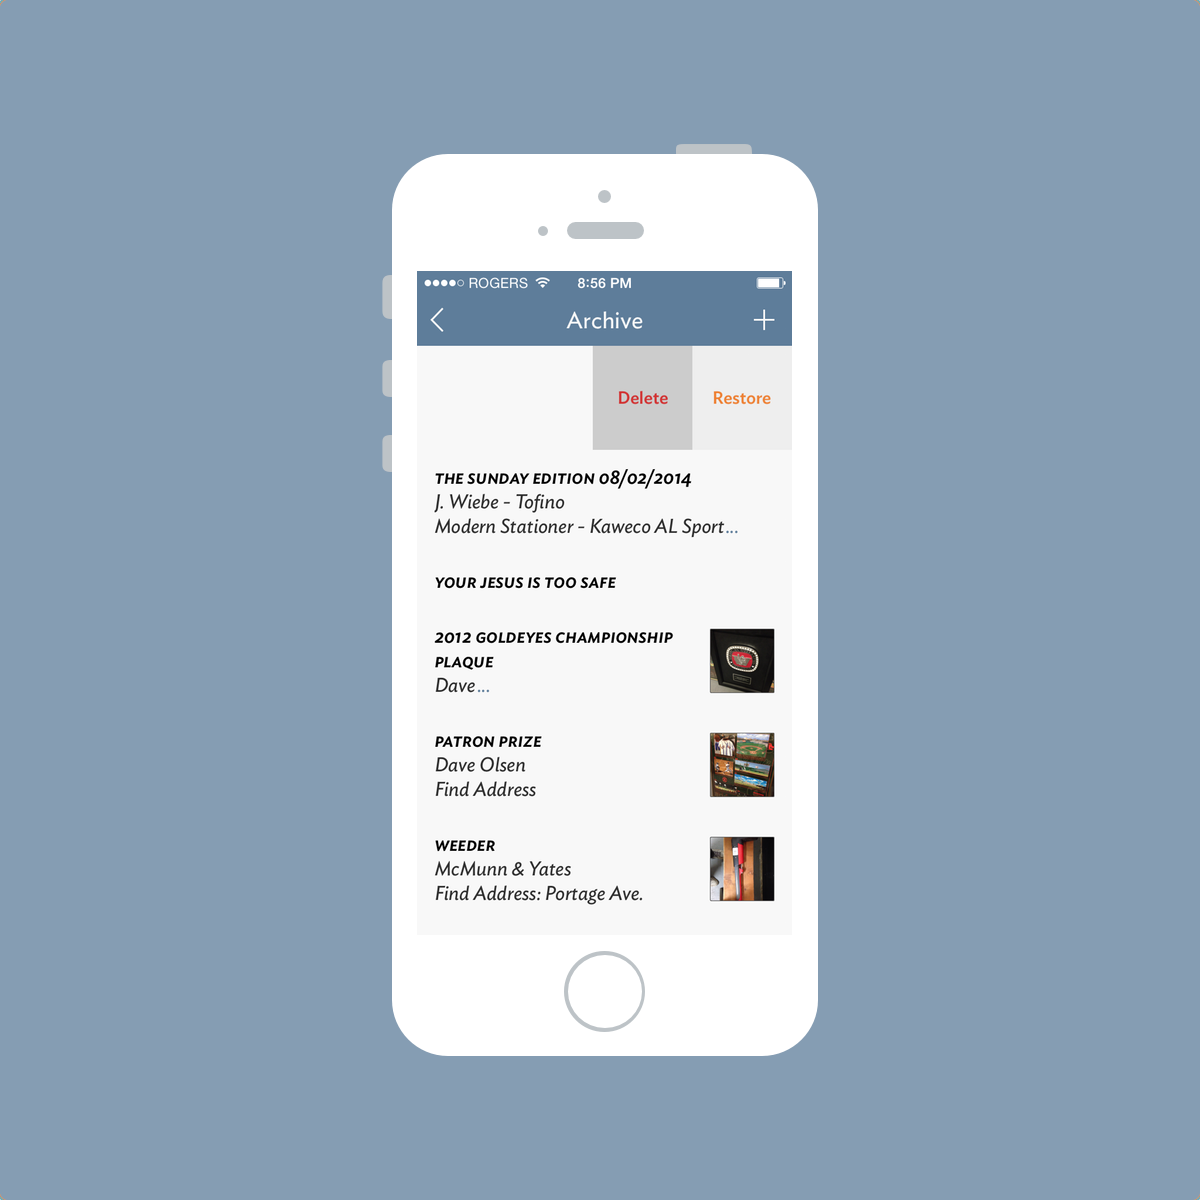 ROGERS 8:56 PM
Archive
Delete Restore
THE SUNDAY EDITION 08/02/2014
J. Wiebe - Tofino
Modern Stationer - Kaweco AL Sport...
YOUR JESUS IS TOO SAFE
2012 GOLDEYES CHAMPIONSHIP
PLAQUE
Dave...
PATRON PRIZE
Dave Olsen
Find Address
WEEDER
McMunn & Yates
Find Address: Portage Ave.